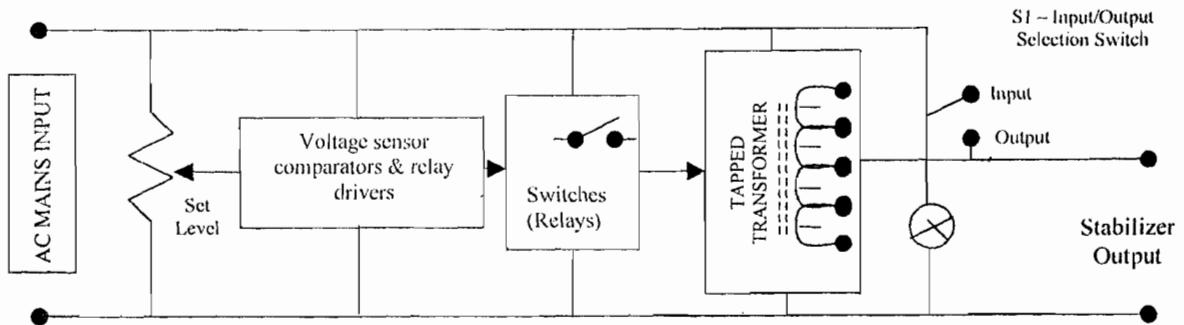 S1 – Input/Output
Selection Switch
AC MAINS INPUT
Set
Level
Voltage sensor
comparators & relay
drivers
Switches
(Relays)
TAPPED
TRANSFORMER
Input
Output
Stabilizer
Output